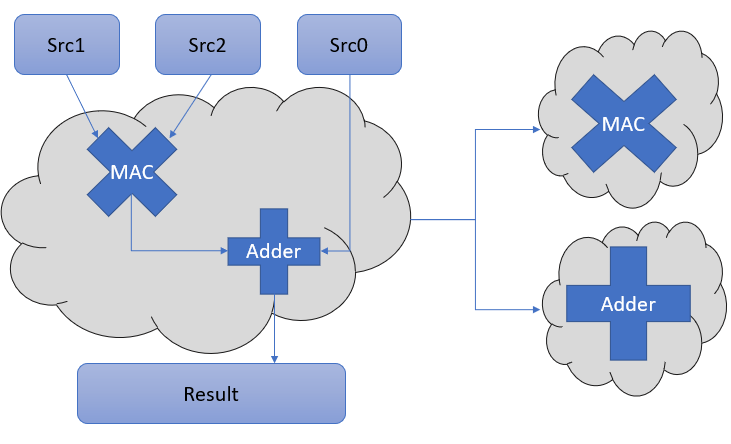 Src1
Src2
Src0
MAC
Adder
Result
MAC
Adder